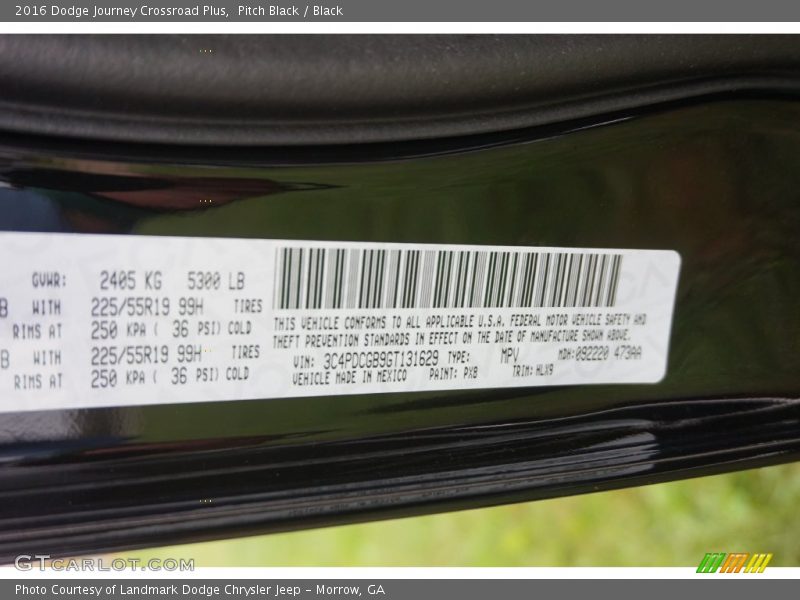 2016 Dodge Journey Crossroad Plus, Pitch Black / Black
GVWR: 2405 KG 5300 LB
B WITH 225/55R19 99H TIRES
RIMS AT 250 KPA ( 36 PSI) COLD
B WITH 225/55R19 99H TIRES
RIMS AT 250 KPA ( 36 PSI) COLD
THIS VEHICLE CONFORMS TO ALL APPLICABLE U.S.A. FEDERAL MOTOR VEHICLE SAFETY AND
THEFT PREVENTION STANDARDS IN EFFECT ON THE DATE OF MANUFACTURE SHOWN ABOVE.
VIN: 3C4PDCGB9GT131629 TYPE: MPV MDH: 092220 473AA
VEHICLE MADE IN MEXICO PAINT: PX8 TRIM: HLX9
GTCARLOT.COM
Photo Courtesy of Landmark Dodge Chrysler Jeep - Morrow, GA